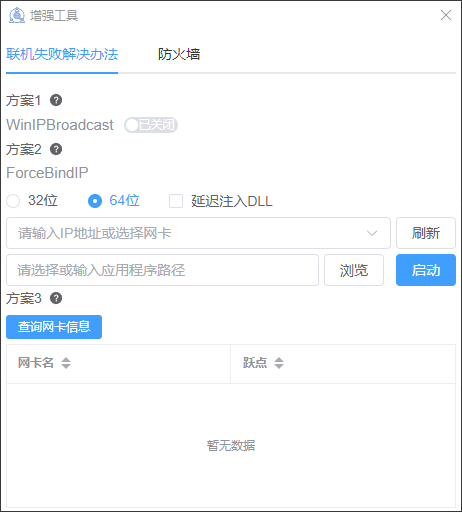 增强工具
联机失败解决办法 防火墙
方案1 ?
WinIPBroadcast 已关闭
方案2 ?
ForceBindIP
32位 64位 延迟注入DLL
请输入IP地址或选择网卡 刷新
请选择或输入应用程序路径 浏览 启动
方案3 ?
查询网卡信息
网卡名 跃点
暂无数据